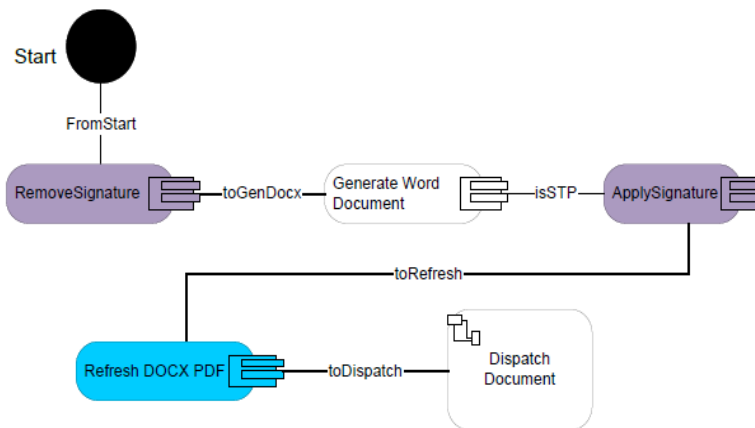 Start
FromStart
RemoveSignature
toGenDocx
Generate Word
Document
isSTP
ApplySignature
toRefresh
Refresh DOCX PDF
toDispatch
Dispatch
Document